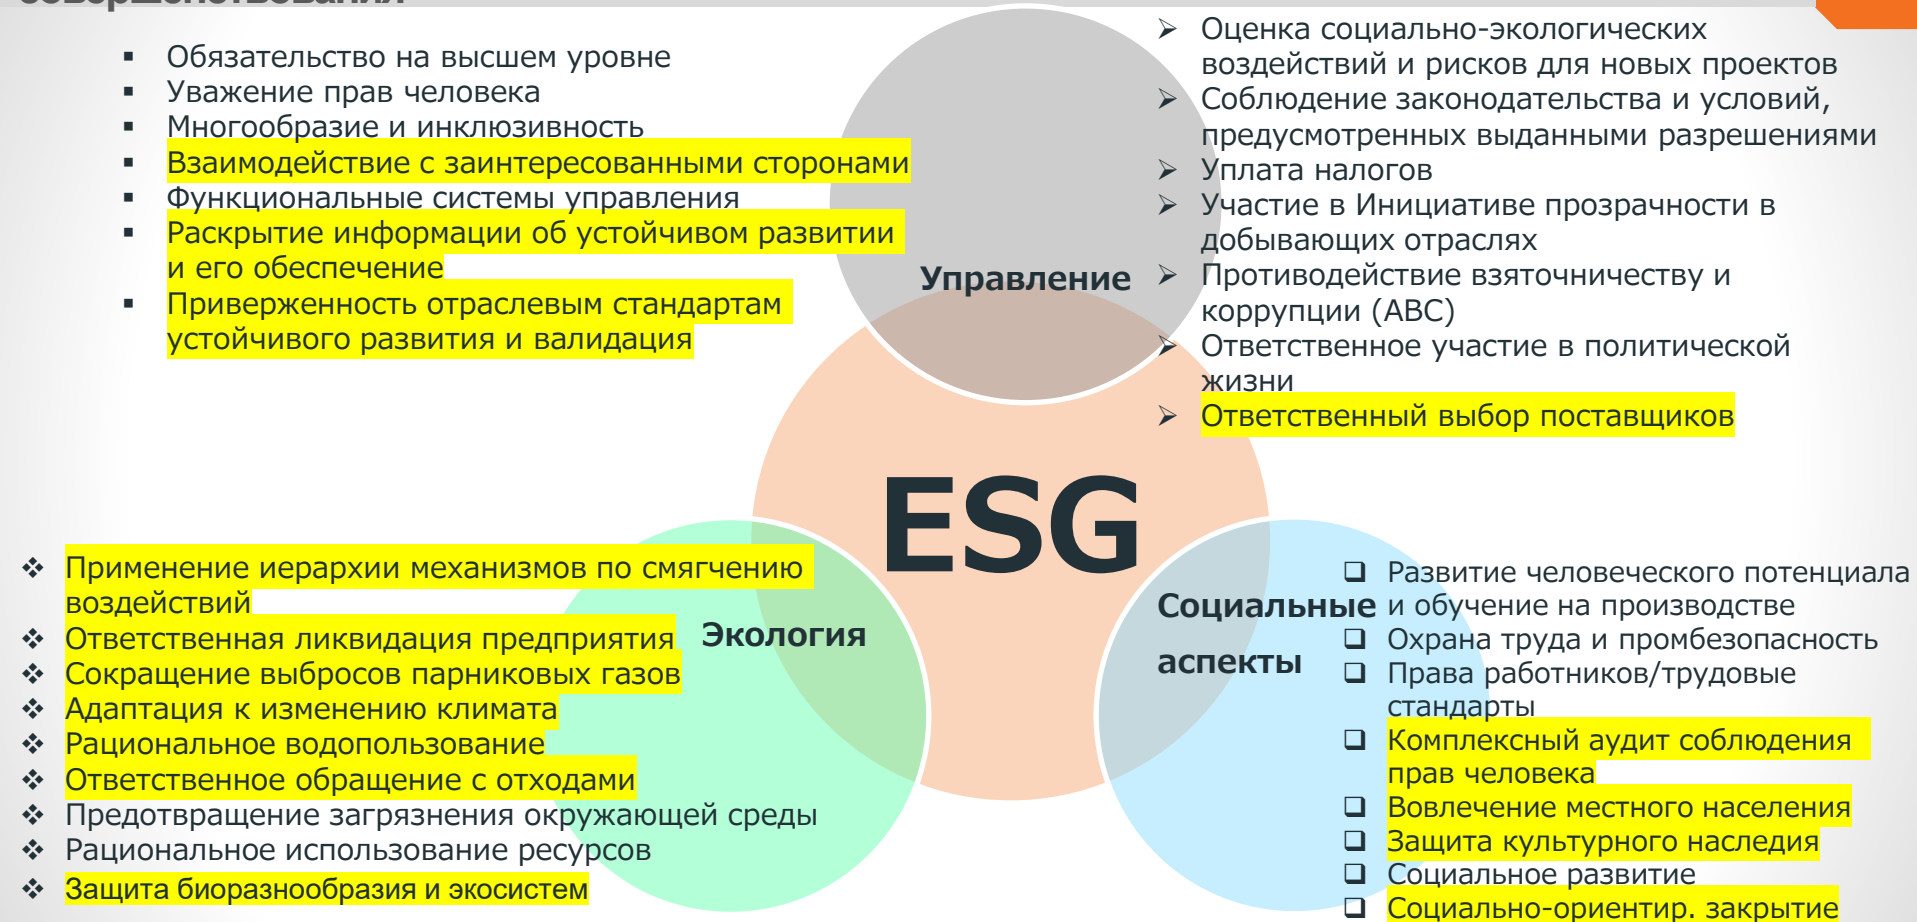 совершенствования
Обязательство на высшем уровне
Уважение прав человека
Многообразие и инклюзивность
Взаимодействие с заинтересованными сторонами
Функциональные системы управления
Раскрытие информации об устойчивом развитии
и его обеспечение
Приверженность отраслевым стандартам
устойчивого развития и валидация
Управление
Оценка социально-экологических
воздействий и рисков для новых проектов
Соблюдение законодательства и условий,
предусмотренных выданными разрешениями
Уплата налогов
Участие в Инициативе прозрачности в
добывающих отраслях
Противодействие взяточничеству и
коррупции (ABC)
Ответственное участие в политической
жизни
Ответственный выбор поставщиков
ESG
Применение иерархии механизмов по смягчению
воздействий
Ответственная ликвидация предприятия
Сокращение выбросов парниковых газов
Адаптация к изменению климата
Рациональное водопользование
Ответственное обращение с отходами
Предотвращение загрязнения окружающей среды
Рациональное использование ресурсов
Защита биоразнообразия и экосистем
Экология
Социальные
аспекты
Развитие человеческого потенциала
и обучение на производстве
Охрана труда и промбезопасность
Права работников/трудовые
стандарты
Комплексный аудит соблюдения
прав человека
Вовлечение местного населения
Защита культурного наследия
Социальное развитие
Социально-ориентир. закрытие